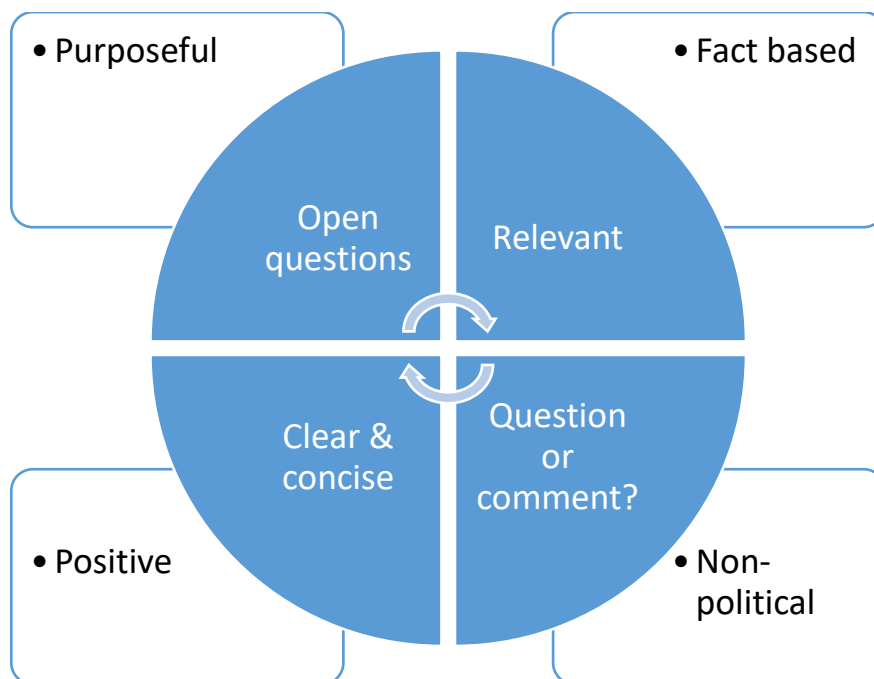 • Purposeful
• Fact based
Open
questions
Relevant
Clear &
concise
Question
or
comment?
• Positive
• Non-
political